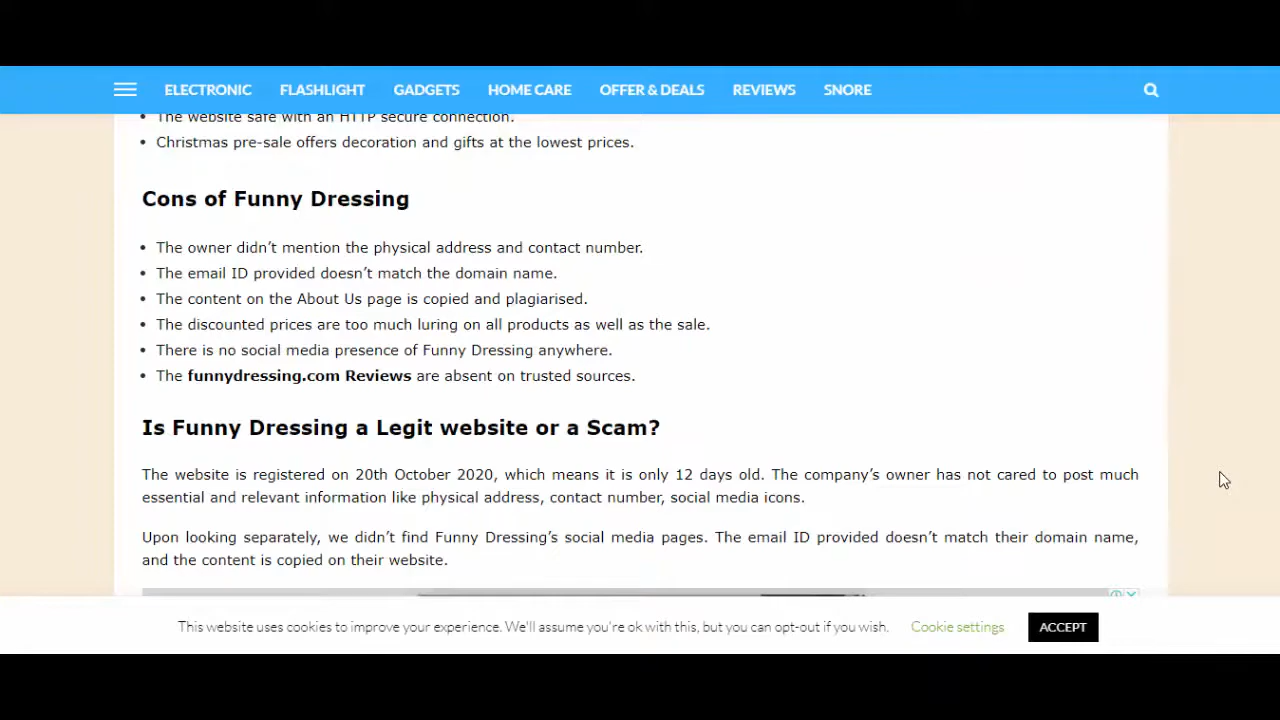 ELECTRONIC FLASHLIGHT GADGETS HOME CARE OFFER & DEALS REVIEWS SNORE
• The website safe with an HTTP secure connection.
• Christmas pre-sale offers decoration and gifts at the lowest prices.
Cons of Funny Dressing
• The owner didn't mention the physical address and contact number.
• The email ID provided doesn't match the domain name.
• The content on the About Us page is copied and plagiarised.
• The discounted prices are too much luring on all products as well as the sale.
• There is no social media presence of Funny Dressing anywhere.
• The funnydressing.com Reviews are absent on trusted sources.
Is Funny Dressing a Legit website or a Scam?
The website is registered on 20th October 2020, which means it is only 12 days old. The company's owner has not cared to post much
essential and relevant information like physical address, contact number, social media icons.
Upon looking separately, we didn't find Funny Dressing's social media pages. The email ID provided doesn't match their domain name,
and the content is copied on their website.
This website uses cookies to improve your experience. We'll assume you're ok with this, but you can opt-out if you wish. Cookie settings ACCEPT